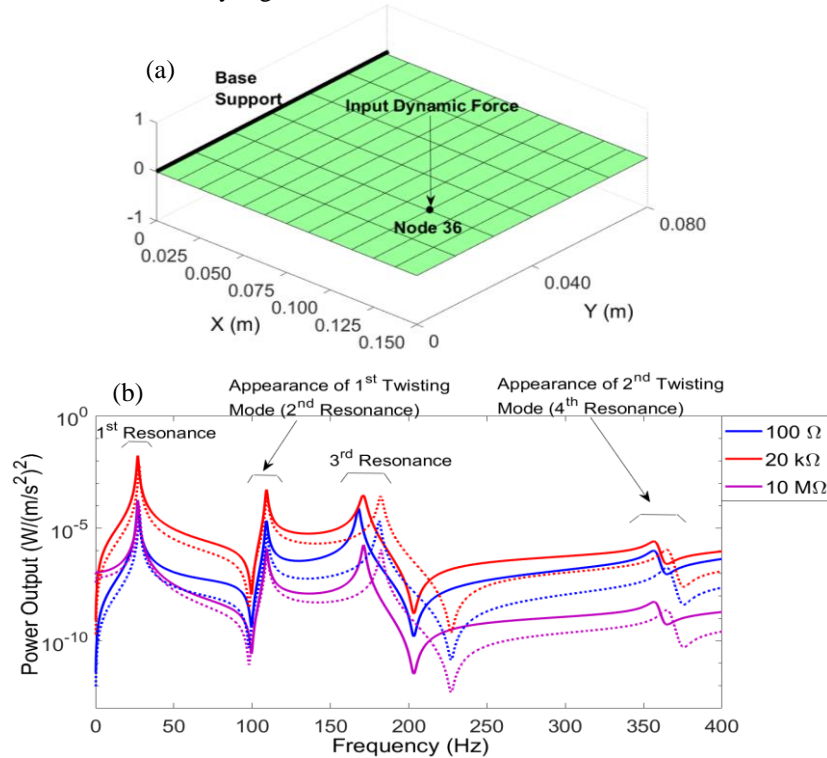 (a)
Base
Support
Input Dynamic Force
Node 36
1
0
-1
0
0.025
0.050
0.075
0.100
0.125
0.150
X (m)
0
0.040
0.080
Y (m)
(b)
Appearance of 1st Twisting
Mode (2nd Resonance)
Appearance of 2nd Twisting
Mode (4th Resonance)
1st Resonance
3rd Resonance
100 Ω
20 kΩ
10 MΩ
Power Output (W/(m/s²)²)
10⁰
10⁻⁵
10⁻¹⁰
0
50
100
150
200
250
300
350
400
Frequency (Hz)